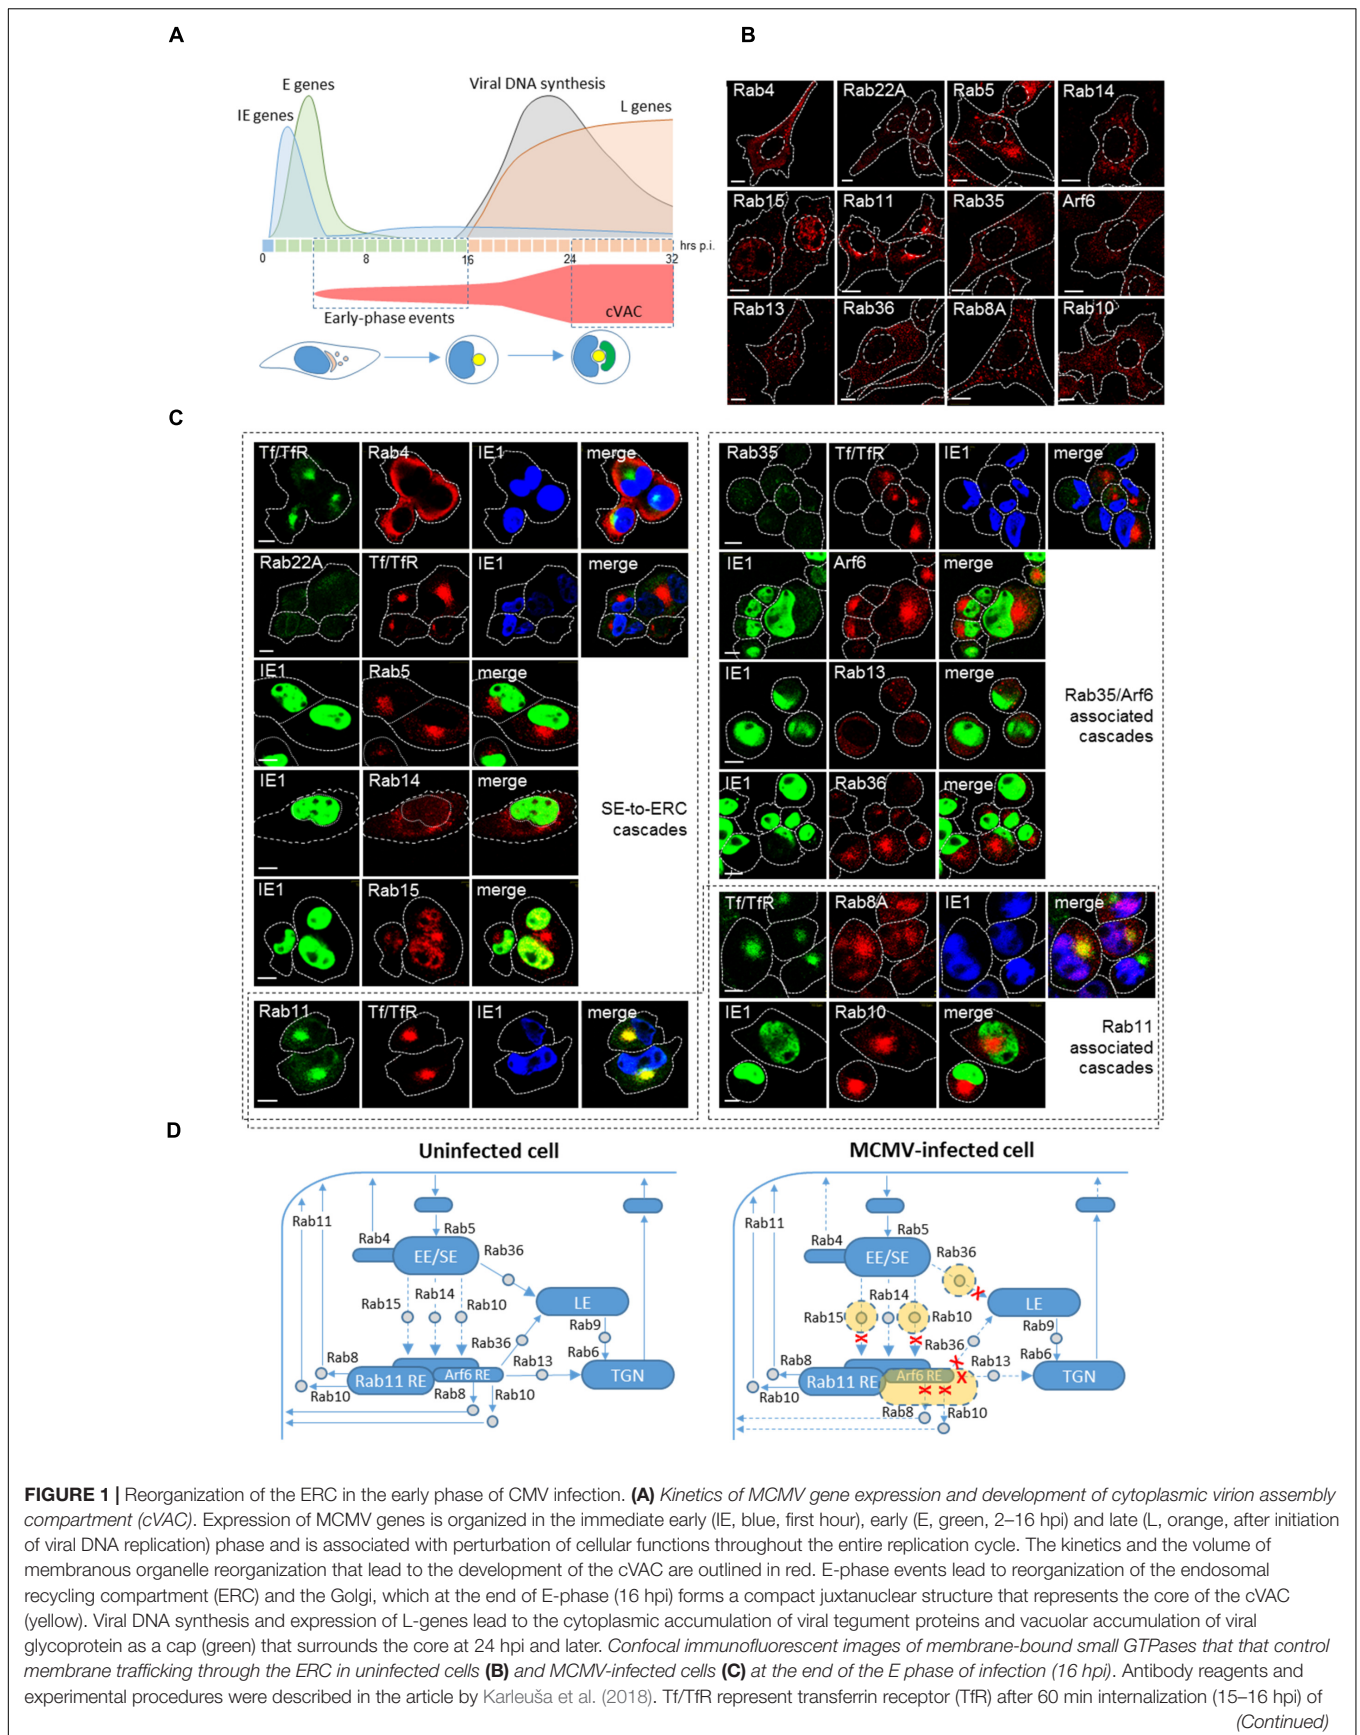 A
E genes
IE genes
Viral DNA synthesis
L genes
hrs p.i.
0
8
16
24
32
Early-phase events
cVAC
B
Rab4
Rab22A
Rab5
Rab14
Rab15
Rab11
Rab35
Arf6
Rab13
Rab36
Rab8A
Rab10
C
Tf/TfR
Rab4
IE1
merge
Rab22A
Tf/TfR
IE1
merge
IE1
Rab5
merge
IE1
Rab14
merge
SE-to-ERC
cascades
IE1
Rab15
merge
Rab11
Tf/TfR
IE1
merge
Rab35
Tf/TfR
IE1
merge
IE1
Arf6
merge
IE1
Rab13
merge
Rab35/Arf6
associated
cascades
IE1
Rab36
merge
Tf/TfR
Rab8A
IE1
merge
IE1
Rab10
merge
Rab11
associated
cascades
D
Uninfected cell
Rab11
Rab4
Rab5
EE/SE
Rab36
Rab15
Rab14
Rab10
LE
Rab9
Rab36
Rab6
Rab8
Rab13
Rab11 RE
Arf6 RE
TGN
Rab10
Rab8
Rab10
MCMV-infected cell
Rab11
Rab4
Rab5
EE/SE
Rab36
Rab15
Rab14
Rab10
LE
Rab9
Rab36
Rab6
Rab8
Rab13
Rab11 RE
Arf6 RE
TGN
Rab10
Rab8
Rab10
FIGURE 1 | Reorganization of the ERC in the early phase of CMV infection. (A) Kinetics of MCMV gene expression and development of cytoplasmic virion assembly
compartment (cVAC). Expression of MCMV genes is organized in the immediate early (IE, blue, first hour), early (E, green, 2–16 hpi) and late (L, orange, after initiation
of viral DNA replication) phase and is associated with perturbation of cellular functions throughout the entire replication cycle. The kinetics and the volume of
membranous organelle reorganization that lead to the development of the cVAC are outlined in red. E-phase events lead to reorganization of the endosomal
recycling compartment (ERC) and the Golgi, which at the end of E-phase (16 hpi) forms a compact juxtanuclear structure that represents the core of the cVAC
(yellow). Viral DNA synthesis and expression of L-genes lead to the cytoplasmic accumulation of viral tegument proteins and vacuolar accumulation of viral
glycoprotein as a cap (green) that surrounds the core at 24 hpi and later. Confocal immunofluorescent images of membrane-bound small GTPases that that control
membrane trafficking through the ERC in uninfected cells (B) and MCMV-infected cells (C) at the end of the E phase of infection (16 hpi). Antibody reagents and
experimental procedures were described in the article by Karleuša et al. (2018). Tf/TfR represent transferrin receptor (TfR) after 60 min internalization (15–16 hpi) of
(Continued)